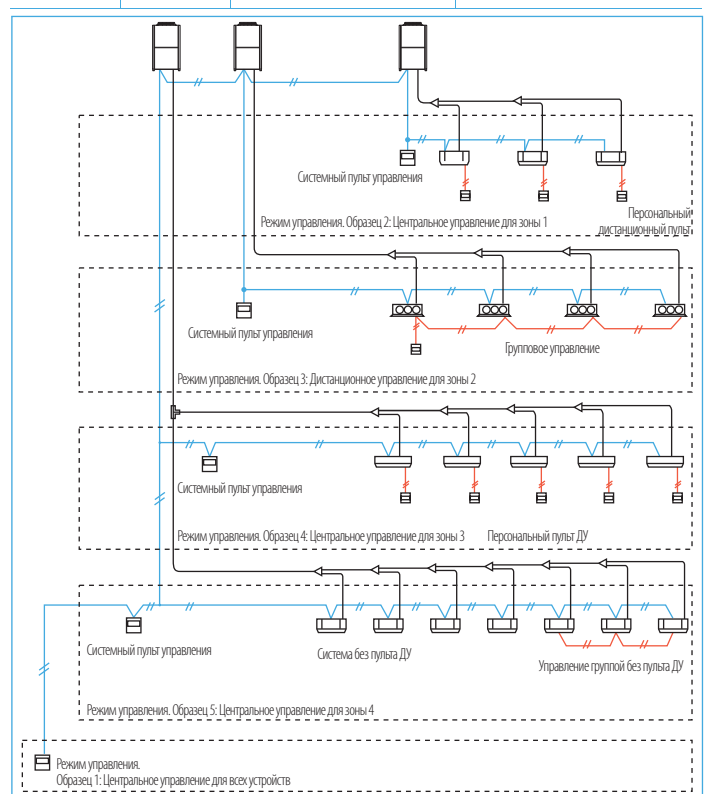 Системный пульт управления
Режим управления. Образец 2: Центральное управление для зоны 1
Персональный
дистанционный пульт
Системный пульт управления
Групповое управление
Режим управления. Образец 3: Дистанционное управление для зоны 2
Системный пульт управления
Режим управления. Образец 4: Центральное управление для зоны 3
Персональный пульт ДУ
Системный пульт управления
Система без пульта ДУ
Управление группой без пульта ДУ
Режим управления. Образец 5: Центральное управление для зоны 4
Режим управления.
Образец 1: Центральное управление для всех устройств